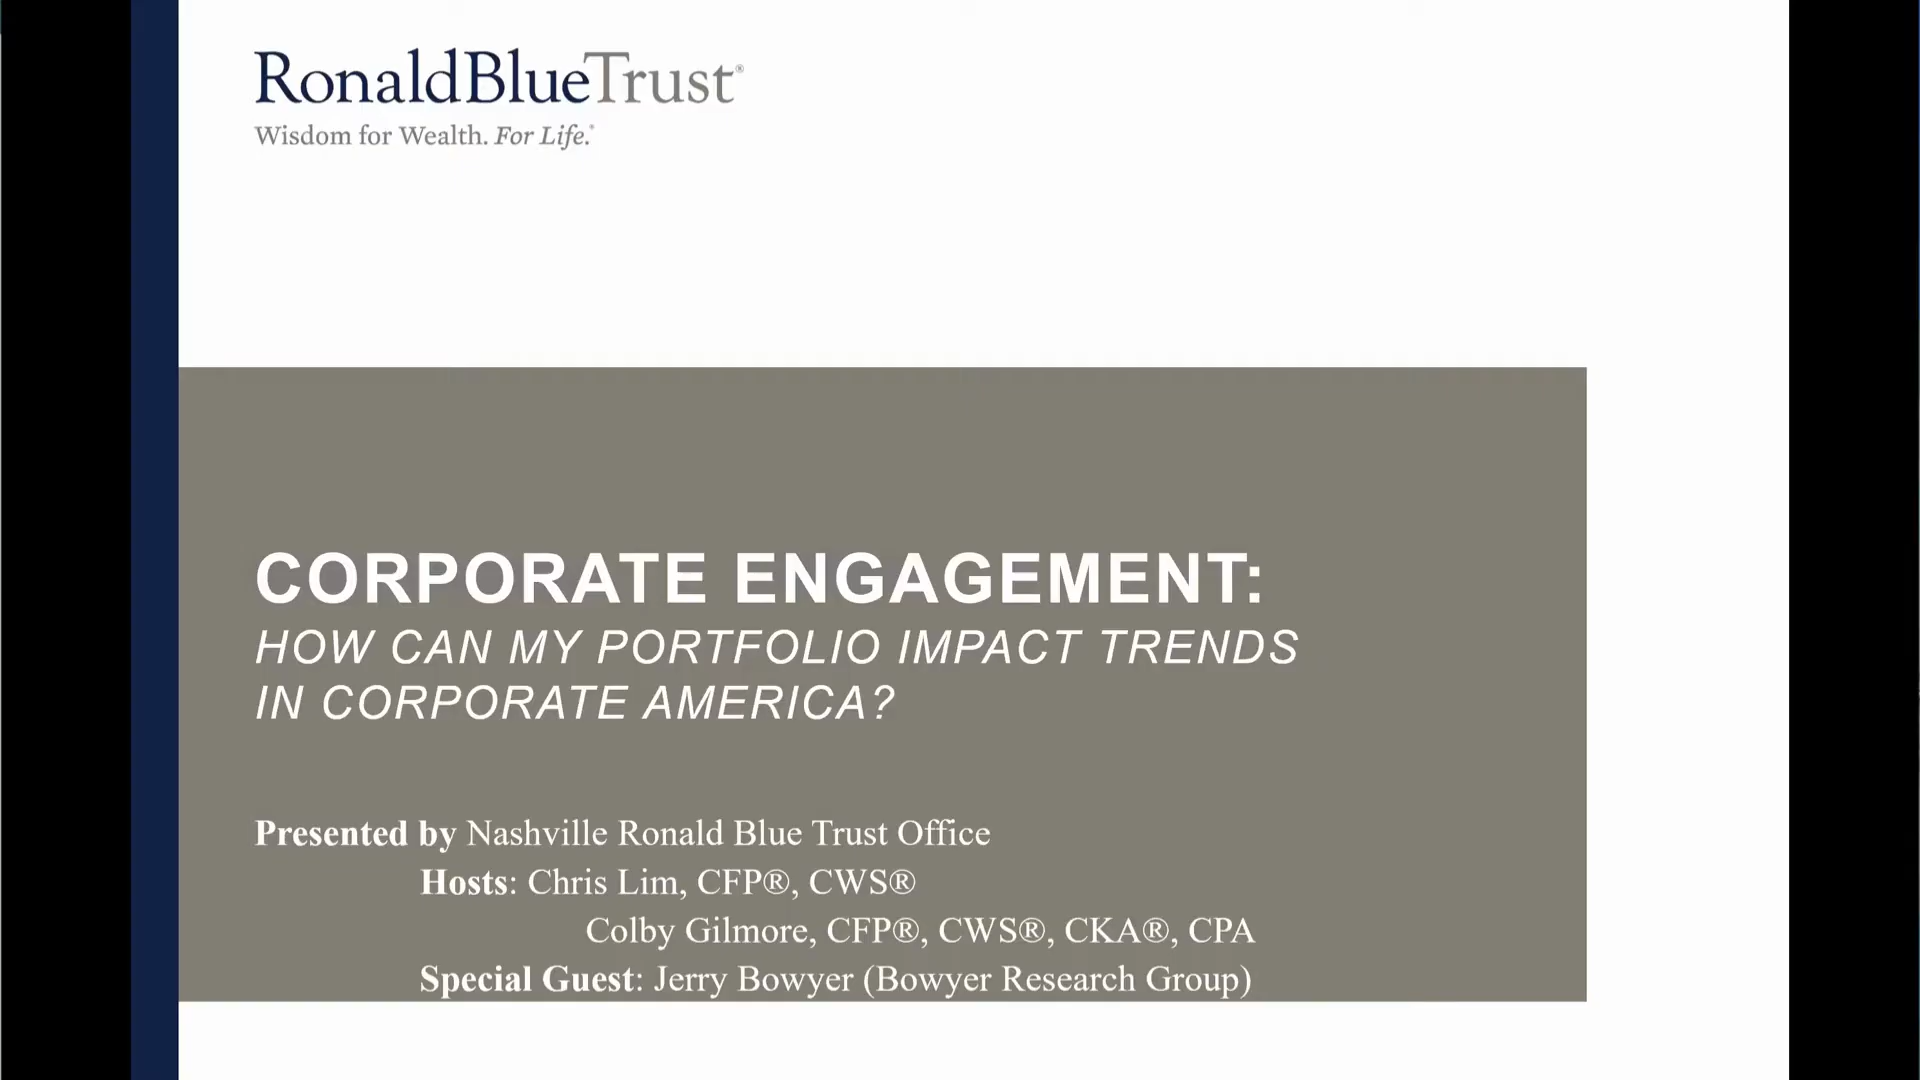 RonaldBlueTrust®
Wisdom for Wealth. For Life.®
CORPORATE ENGAGEMENT:
HOW CAN MY PORTFOLIO IMPACT TRENDS
IN CORPORATE AMERICA?
Presented by Nashville Ronald Blue Trust Office
Hosts: Chris Lim, CFP®, CWS®
Colby Gilmore, CFP®, CWS®, CKA®, CPA
Special Guest: Jerry Bowyer (Bowyer Research Group)